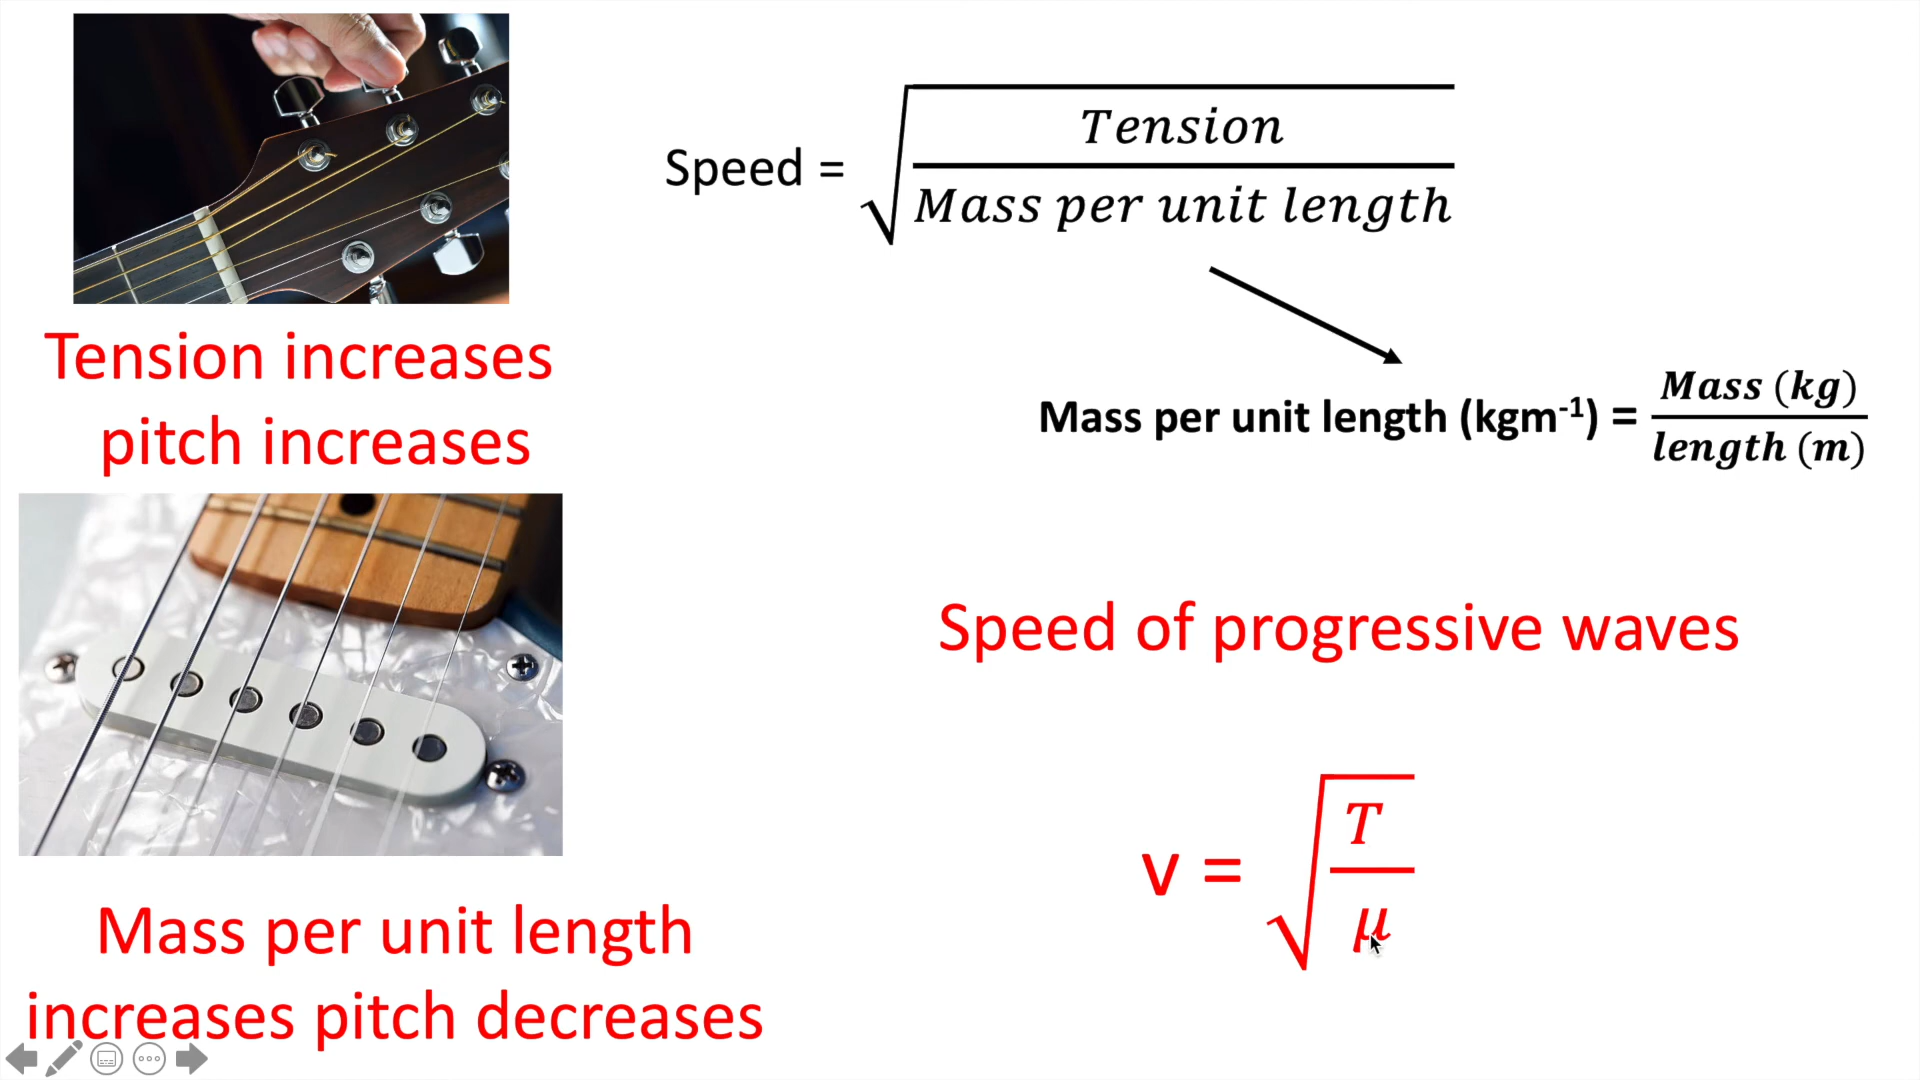 Tension increases
pitch increases
Mass per unit length
increases pitch decreases
Speed = √(Tension / Mass per unit length)
Mass per unit length (kgm⁻¹) = Mass (kg) / length (m)
Speed of progressive waves
v = √(T / μ)